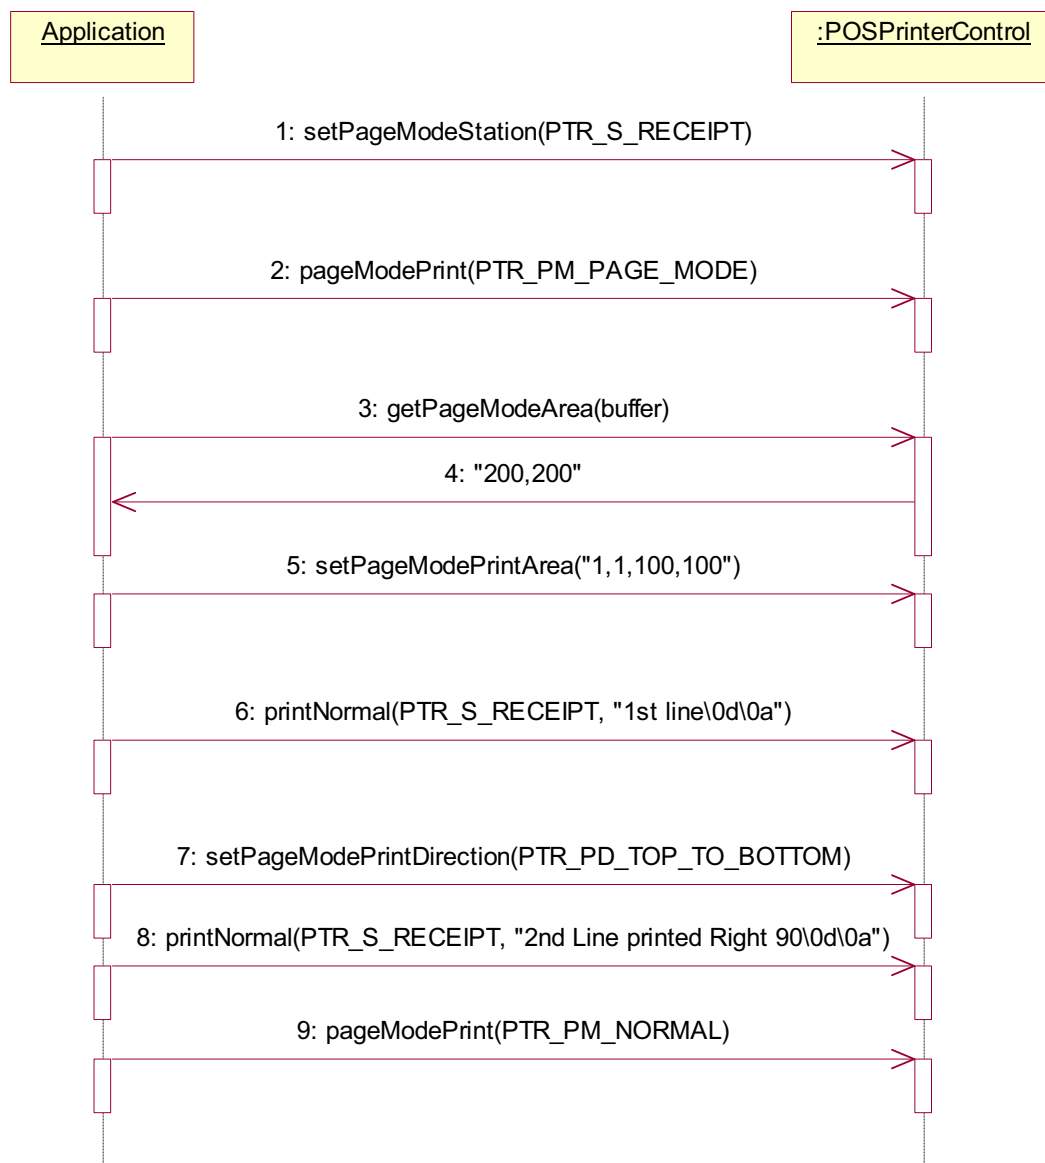 Application
:POSPrinterControl
1: setPageModeStation(PTR_S_RECEIPT)
2: pageModePrint(PTR_PM_PAGE_MODE)
3: getPageModeArea(buffer)
4: "200,200"
5: setPageModePrintArea("1,1,100,100")
6: printNormal(PTR_S_RECEIPT, "1st line\0d\0a")
7: setPageModePrintDirection(PTR_PD_TOP_TO_BOTTOM)
8: printNormal(PTR_S_RECEIPT, "2nd Line printed Right 90\0d\0a")
9: pageModePrint(PTR_PM_NORMAL)